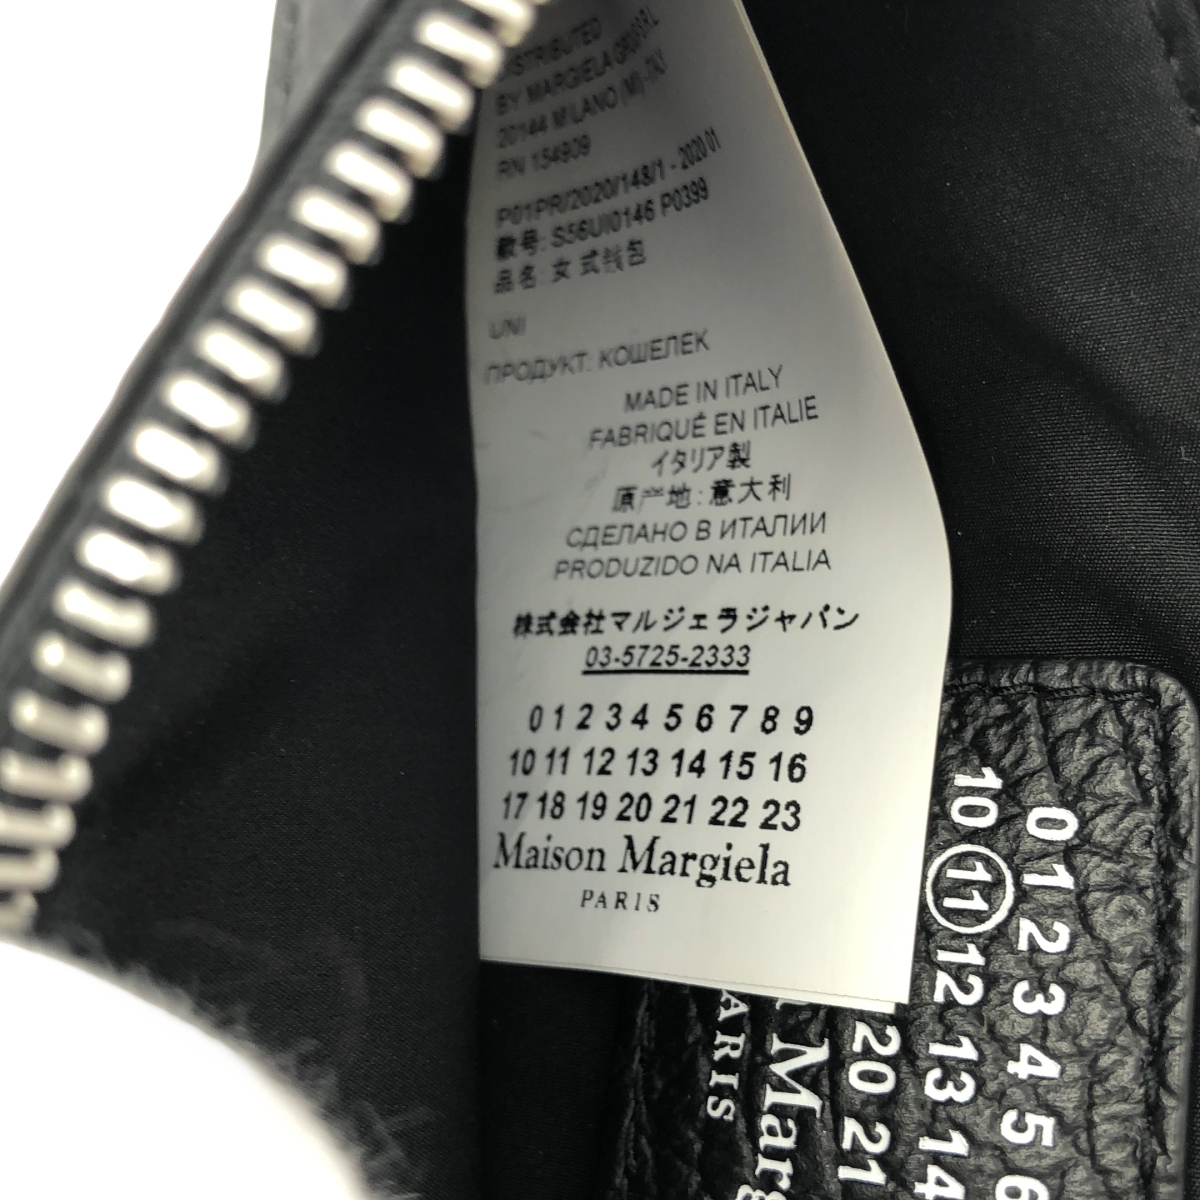 DISTRIBUTED
BY MARGIELA GROUP SRL
20144 MILANO (MI)-ITALY
RN 154909
P01PR/2020/148/1 - 2020 01
款号: S56UI0146 P0399
品名: 女式钱包
UNI
ПРОДУКТ: КОШЕЛЕК
MADE IN ITALY
FABRIQUÉ EN ITALIE
イタリア製
原产地: 意大利
СДЕЛАНО В ИТАЛИИ
PRODUZIDO NA ITALIA
株式会社マルジェラジャパン
03-5725-2333
0 1 2 3 4 5 6 7 8 9
10 11 12 13 14 15 16
17 18 19 20 21 22 23
Maison Margiela
PARIS
0 1 2 3 4 5 6
10 11 12 13 14
20 21
Marg
ARIS